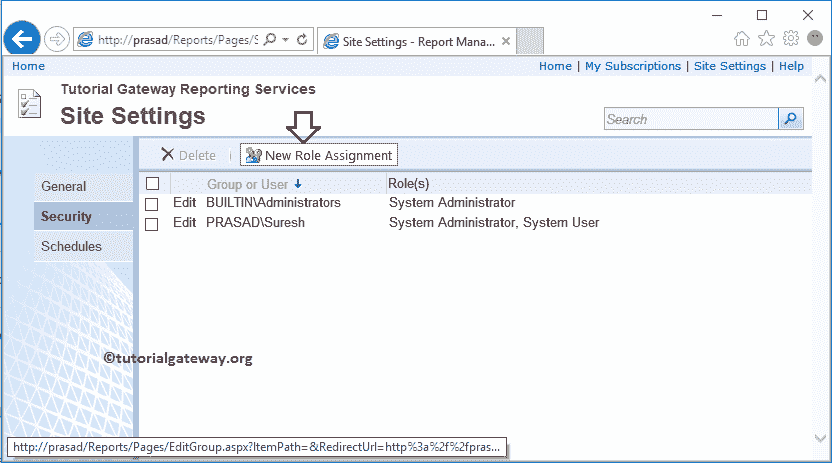 http://prasad/Reports/Pages/S
Site Settings - Report Mana...
Home
Home | My Subscriptions | Site Settings | Help
Tutorial Gateway Reporting Services
Site Settings
Search
Delete | New Role Assignment
General
Security
Schedules
Group or User Role(s)
Edit BUILTIN\Administrators System Administrator
Edit PRASAD\Suresh System Administrator, System User
©tutorialgateway.org
http://prasad/Reports/Pages/EditGroup.aspx?ItemPath=&RedirectUrl=http%3a%2f%2fpras...